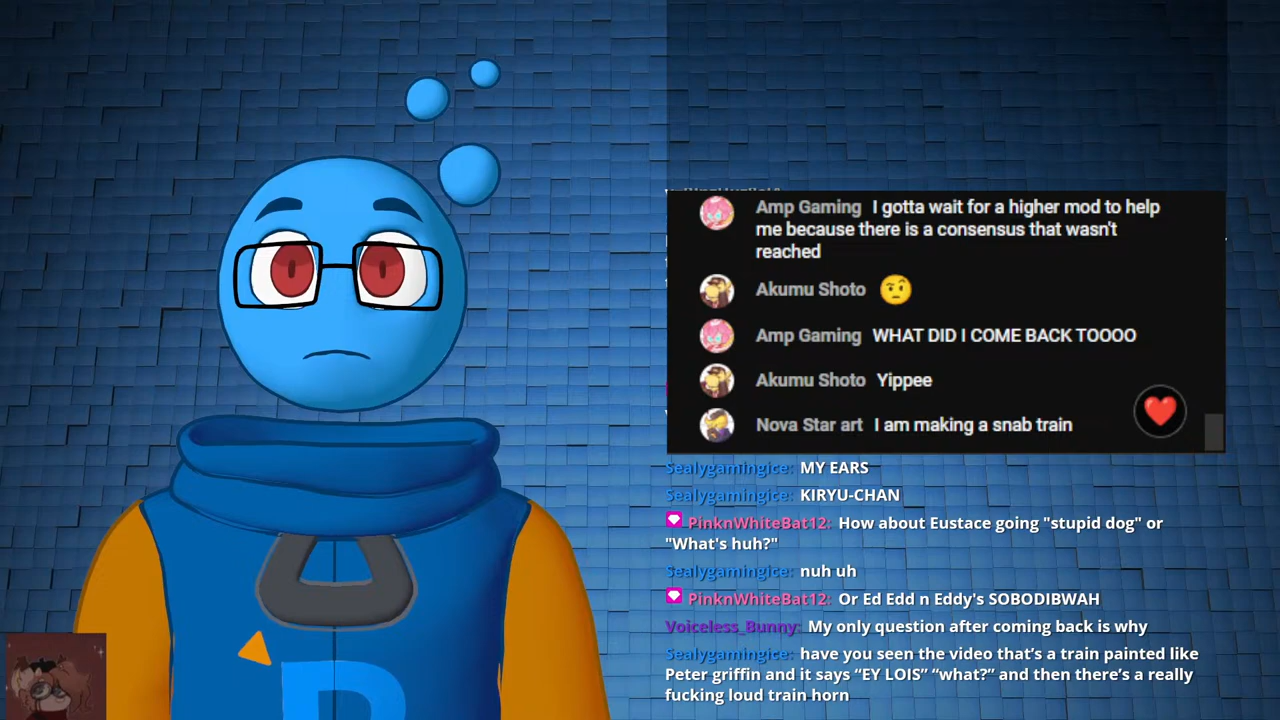 Amp Gaming I gotta wait for a higher mod to help
me because there is a consensus that wasn't
reached
Akumu Shoto 🤨
Amp Gaming WHAT DID I COME BACK TOOOO
Akumu Shoto Yippee
Nova Star art I am making a snab train
Sealygamingice: MY EARS
Sealygamingice: KIRYU-CHAN
PinknWhiteBat12: How about Eustace going "stupid dog" or
"What's huh?"
Sealygamingice: nuh uh
PinknWhiteBat12: Or Ed Edd n Eddy's SOBODIBWAH
Voiceless_Bunny: My only question after coming back is why
Sealygamingice: have you seen the video that's a train painted like
Peter griffin and it says “EY LOIS” “what?” and then there's a really
fucking loud train horn